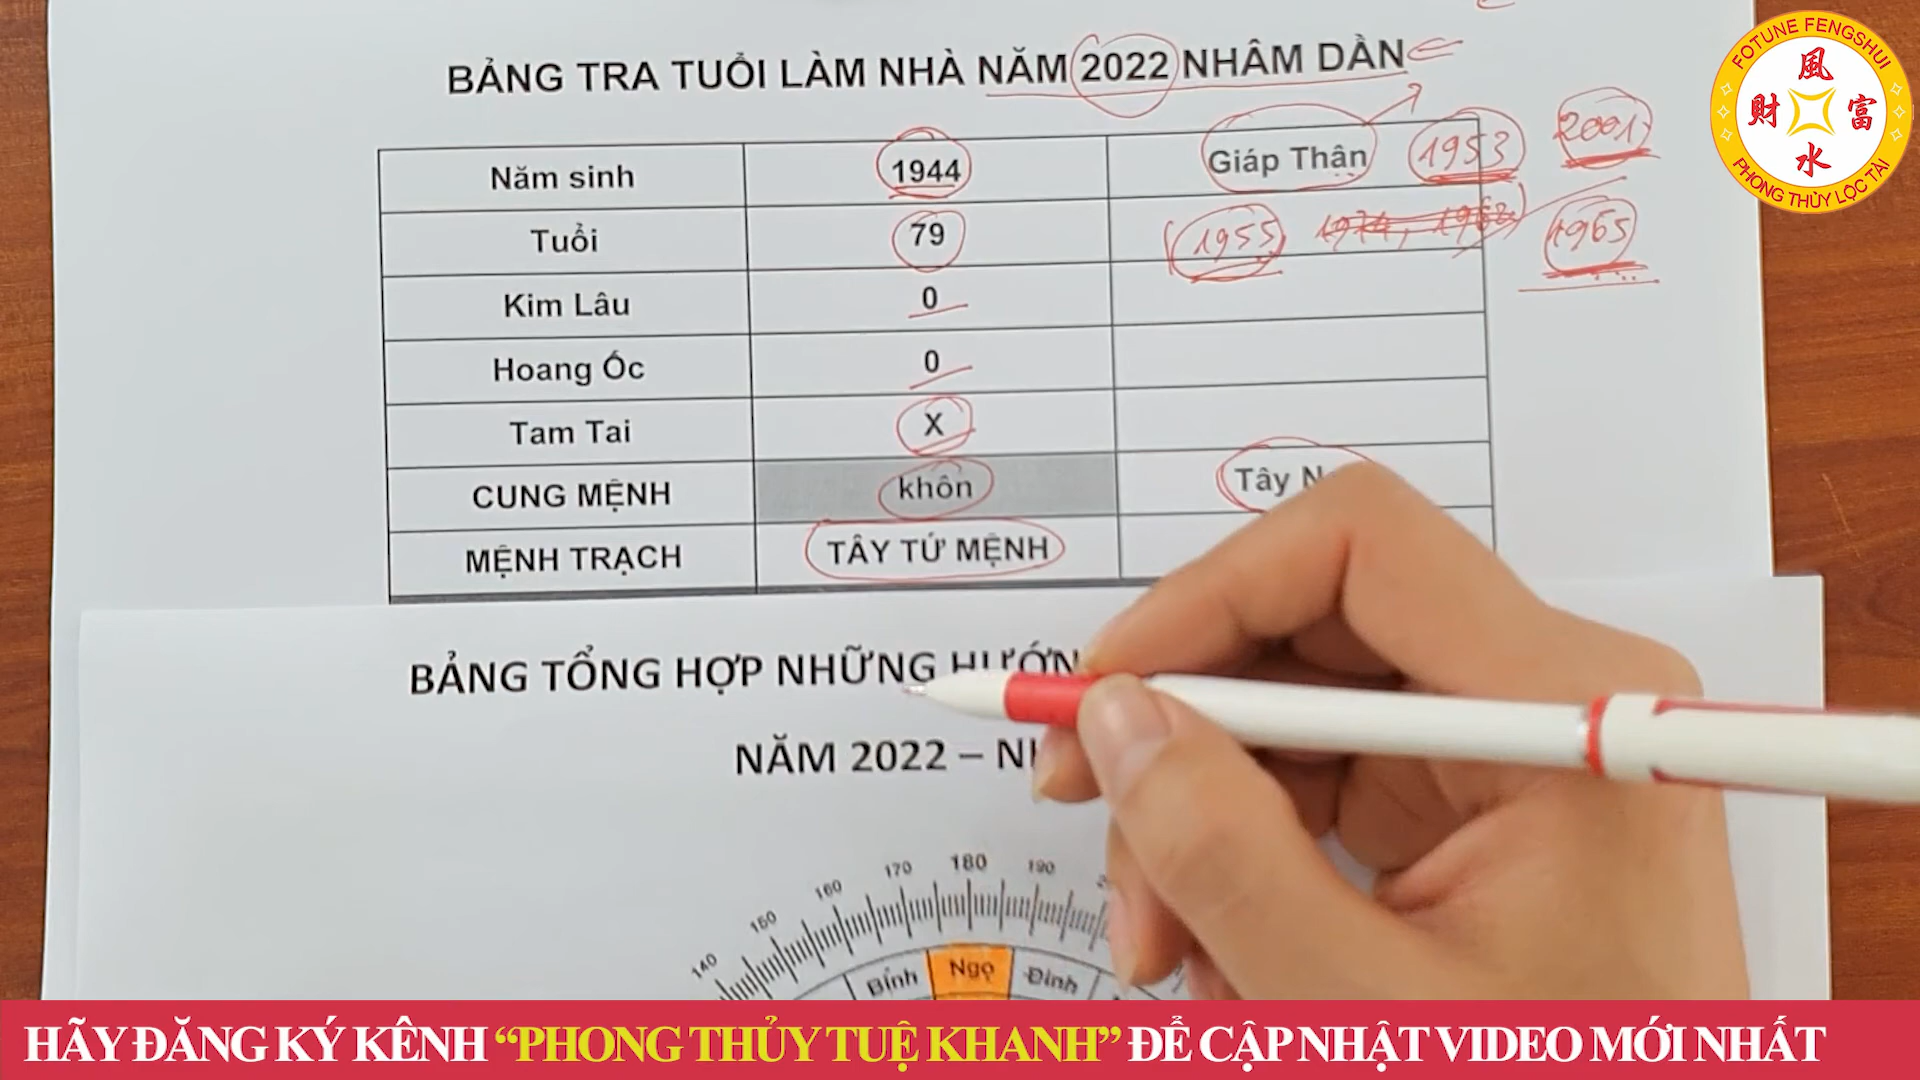 BẢNG TRA TUỔI LÀM NHÀ NĂM 2022 NHÂM DẦN
Năm sinh 1944 Giáp Thận 1953 2001
Tuổi 79 1955 1965
Kim Lâu 0
Hoang Ốc 0
Tam Tai X
CUNG MỆNH khôn Tây
MỆNH TRẠCH TÂY TỨ MỆNH
BẢNG TỔNG HỢP NHỮNG HƯỚN
NĂM 2022 –
140 150 160 170 180 190
Bính Ngọ Đinh
FOTUNE FENGSHUI
風
財 富
水
PHONG THỦY LỘC TÀI
HÃY ĐĂNG KÝ KÊNH “PHONG THỦY TUỆ KHANH” ĐỂ CẬP NHẬT VIDEO MỚI NHẤT